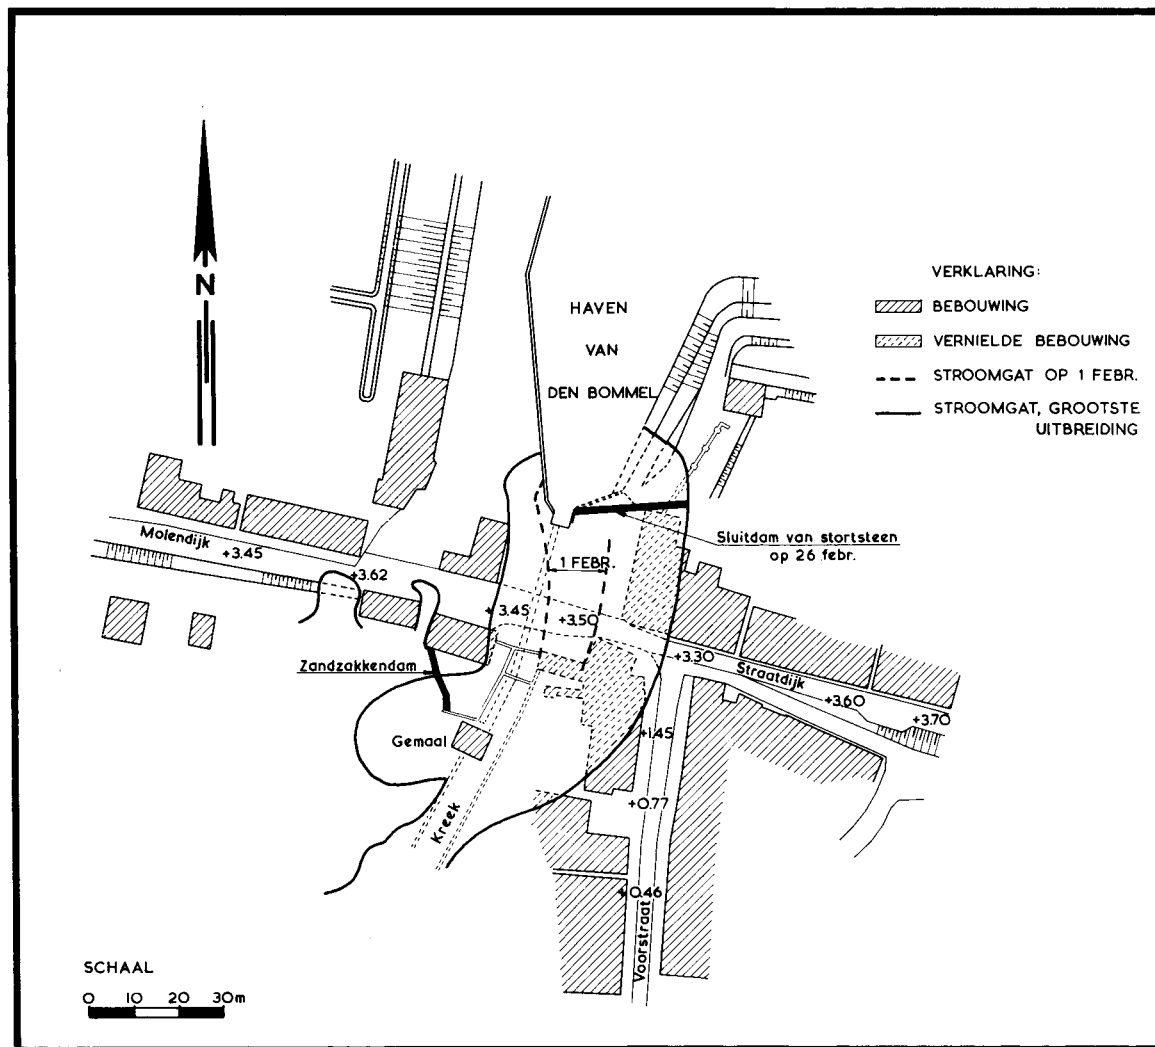 N
HAVEN
VAN
DEN BOMMEL
VERKLARING:
BEBOUWING
VERNIELDE BEBOUWING
STROOMGAT OP 1 FEBR.
STROOMGAT, GROOTSTE
UITBREIDING
Molendijk
+3.45
+3.62
Sluitdam van stortsteen
op 26 febr.
1 FEBR.
+3.45
+3.50
+3.30
Straatdijk
+3.60
+3.70
Zandzakkendam
Gemaal
+1.45
+0.77
Kreek
+0.46
Voorstraat
SCHAAL
0 10 20 30m